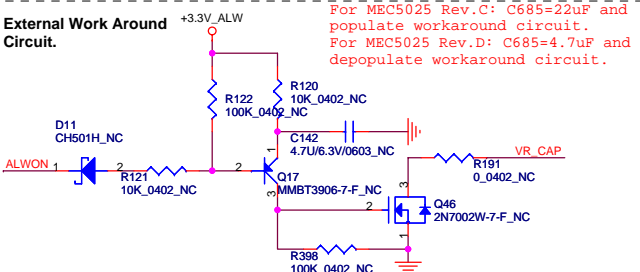 External Work Around
Circuit.
+3.3V_ALW
For MEC5025 Rev.C: C685=22uF and
populate workaround circuit.
For MEC5025 Rev.D: C685=4.7uF and
depopulate workaround circuit.
R120
10K_0402_NC
R122
100K_0402_NC
D11
CH501H_NC
C142
4.7U/6.3V/0603_NC
ALWON
1
2
R121
10K_0402_NC
2
1
3
Q17
MMBT3906-7-F_NC
R191
0_0402_NC
VR_CAP
3
2
1
Q46
2N7002W-7-F_NC
R398
100K_0402_NC